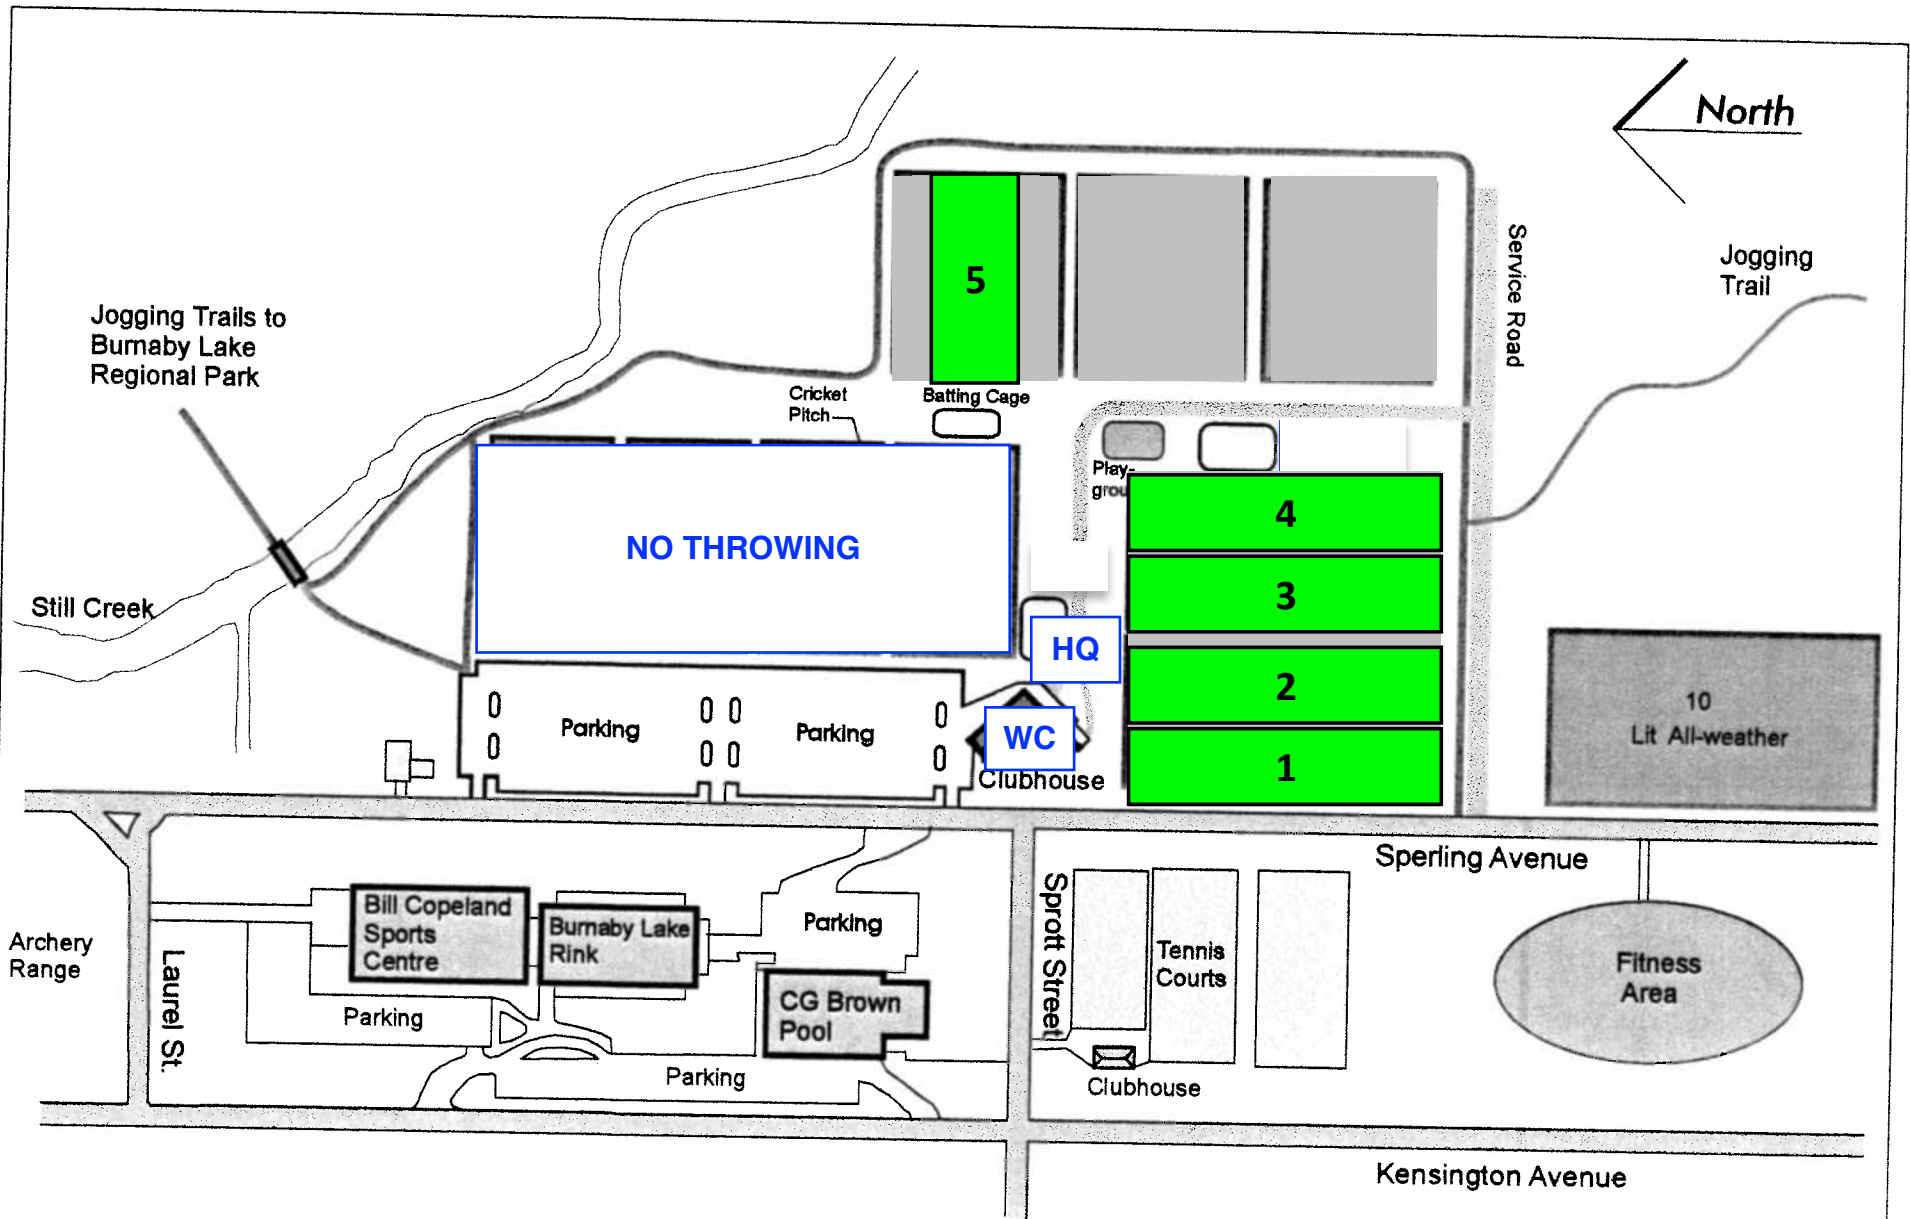 North
Service Road
Jogging
Trail
5
Jogging Trails to
Burnaby Lake
Regional Park
Cricket
Pitch
Batting Cage
Play-
grou
4
NO THROWING
3
Still Creek
HQ
2
10
Lit All-weather
Parking
Parking
WC
1
Clubhouse
Sperling Avenue
Archery
Range
Laurel St.
Bill Copeland
Sports
Centre
Burnaby Lake
Rink
Parking
CG Brown
Pool
Parking
Parking
Sprott Street
Tennis
Courts
Clubhouse
Fitness
Area
Kensington Avenue